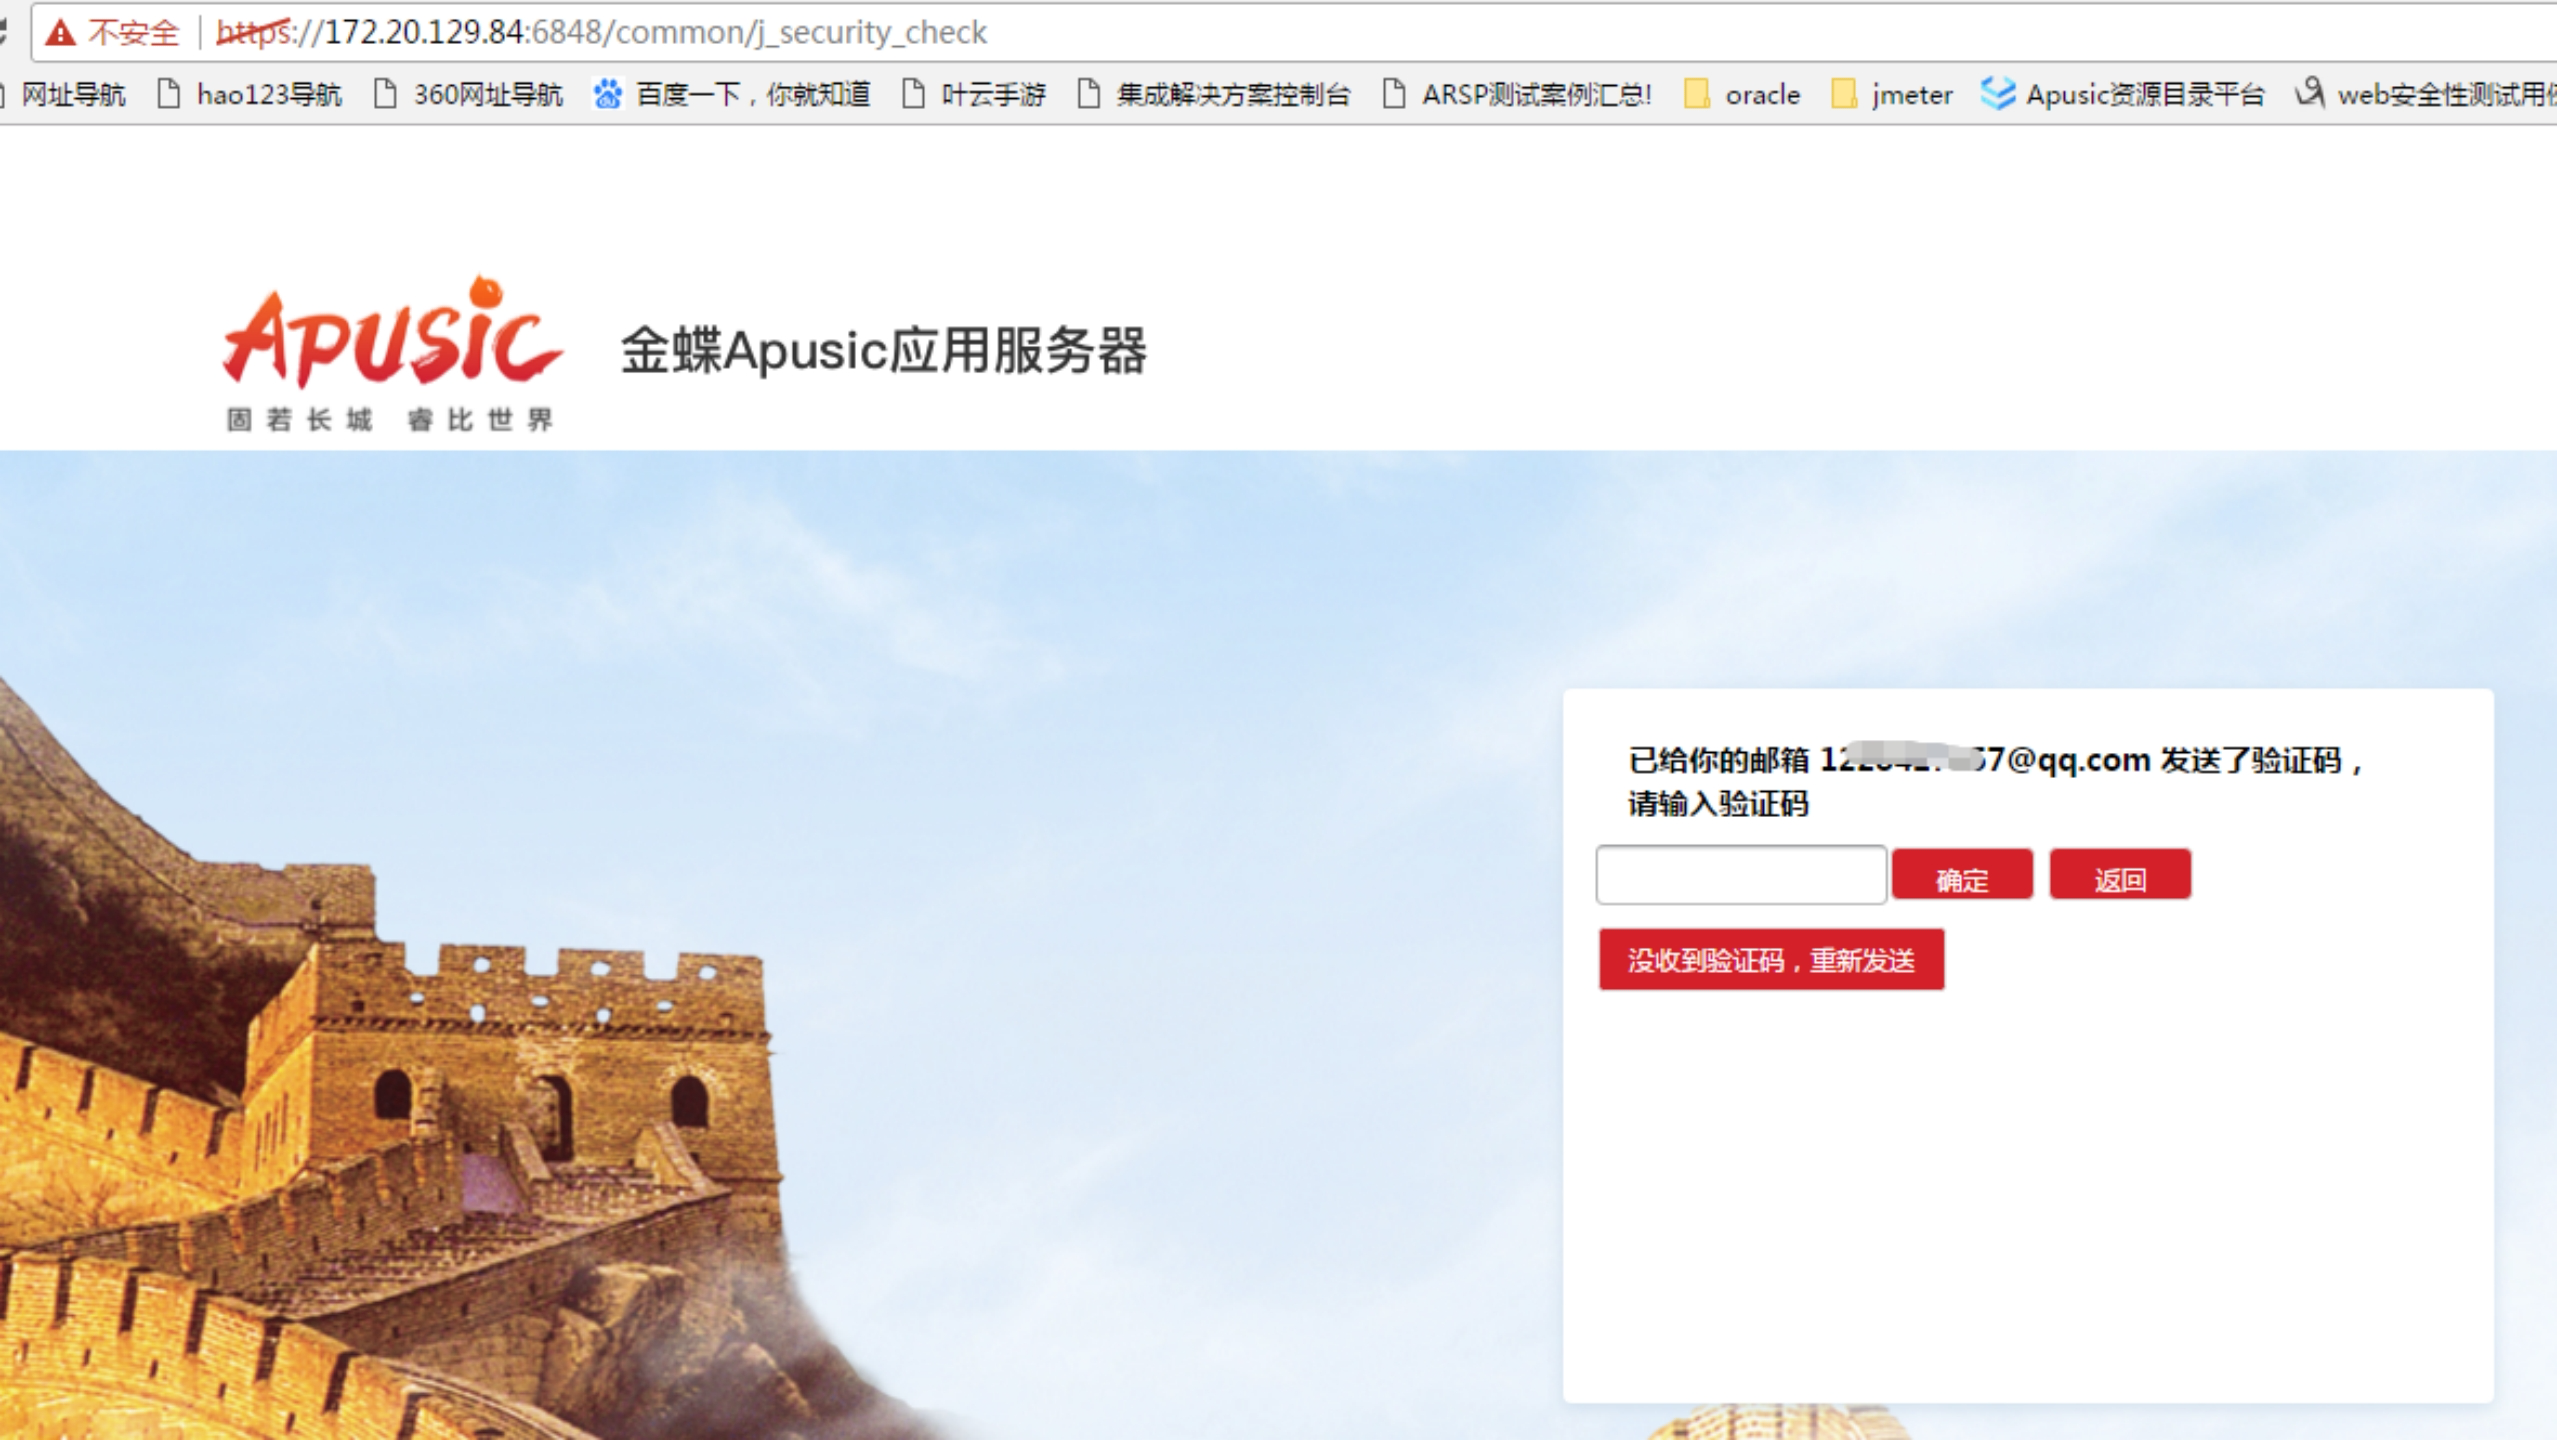 不安全 https://172.20.129.84:6848/common/j_security_check
网址导航 hao123导航 360网址导航 百度一下，你就知道 叶云手游 集成解决方案控制台 ARSP测试案例汇总! oracle jmeter Apusic资源目录平台 web安全性测试用
APUSIC 金蝶Apusic应用服务器
固若长城 睿比世界
已给你的邮箱 57@qq.com 发送了验证码，
请输入验证码
确定 返回
没收到验证码，重新发送